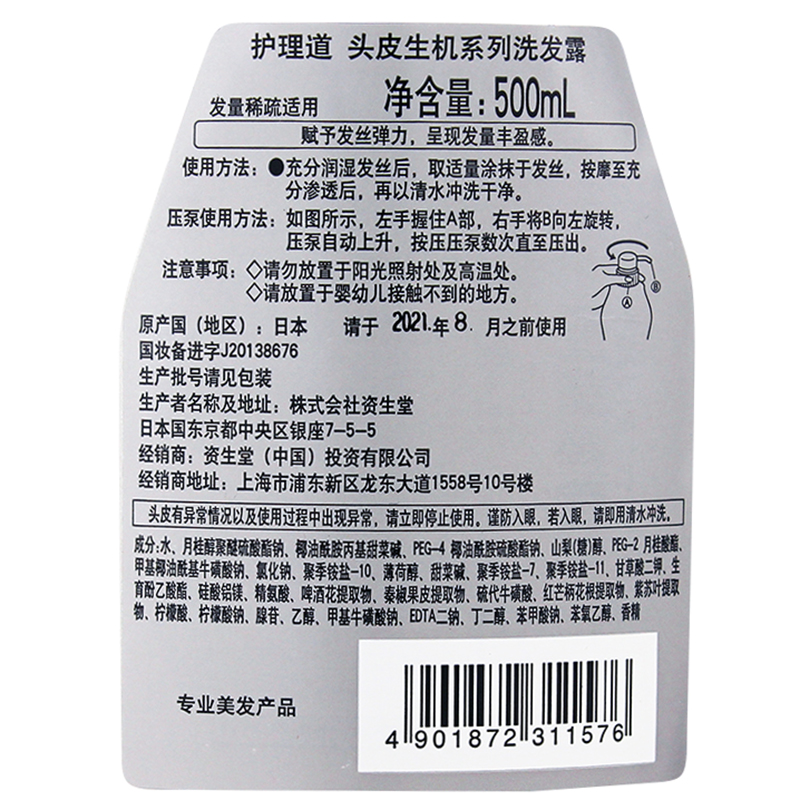 护理道 头皮生机系列洗发露
发量稀疏适用 净含量: 500mL
赋予发丝弹力，呈现发量丰盈感。
使用方法: ●充分润湿发丝后，取适量涂抹于发丝，按摩至充
分渗透后，再以清水冲洗干净。
压泵使用方法: 如图所示，左手握住A部，右手将B向左旋转，
压泵自动上升，按压压泵数次直至压出。
注意事项: ◇请勿放置于阳光照射处及高温处。
◇请放置于婴幼儿接触不到的地方。
A
B
原产国（地区）: 日本 请于 2021.年 8. 月之前使用
国妆备进字J20138676
生产批号请见包装
生产者名称及地址: 株式会社资生堂
日本国东京都中央区银座7-5-5
经销商: 资生堂（中国）投资有限公司
经销商地址: 上海市浦东新区龙东大道1558号10号楼
头皮有异常情况以及使用过程中出现异常，请立即停止使用。谨防入眼，若入眼，请即用清水冲洗。
成分: 水、月桂醇聚醚硫酸酯钠、椰油酰胺丙基甜菜碱、PEG-4 椰油酰胺硫酸酯钠、山梨(糖)醇、PEG-2 月桂酸酯、
甲基椰油酰基牛磺酸钠、氯化钠、聚季铵盐-10、薄荷醇、甜菜碱、聚季铵盐-7、聚季铵盐-11、甘草酸二钾、生
育酚乙酸酯、硅酸铝镁、精氨酸、啤酒花提取物、秦椒果皮提取物、硫代牛磺酸、红芒柄花根提取物、紫苏叶提取
物、柠檬酸、柠檬酸钠、腺苷、乙醇、甲基牛磺酸钠、EDTA二钠、丁二醇、苯甲酸钠、苯氧乙醇、香精
专业美发产品
4 901872 311576